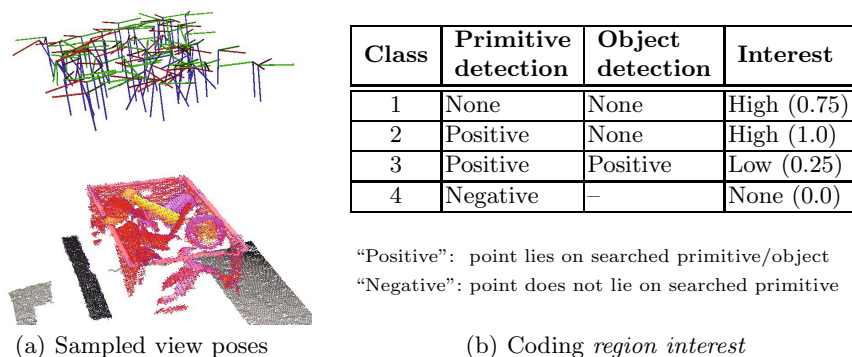 Class Primitive detection Object detection Interest
1 None None High (0.75)
2 Positive None High (1.0)
3 Positive Positive Low (0.25)
4 Negative – None (0.0)
“Positive”: point lies on searched primitive/object
“Negative”: point does not lie on searched primitive
(a) Sampled view poses
(b) Coding region interest